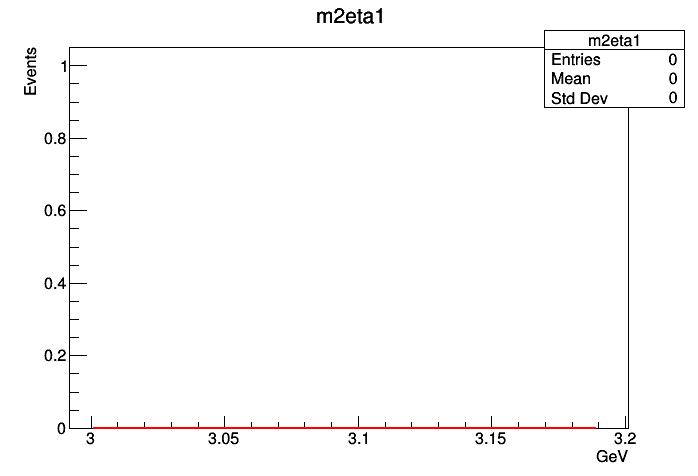 m2eta1
m2eta1
Entries 0
Mean 0
Std Dev 0
Events
1
0.8
0.6
0.4
0.2
0
3 3.05 3.1 3.15 3.2
GeV